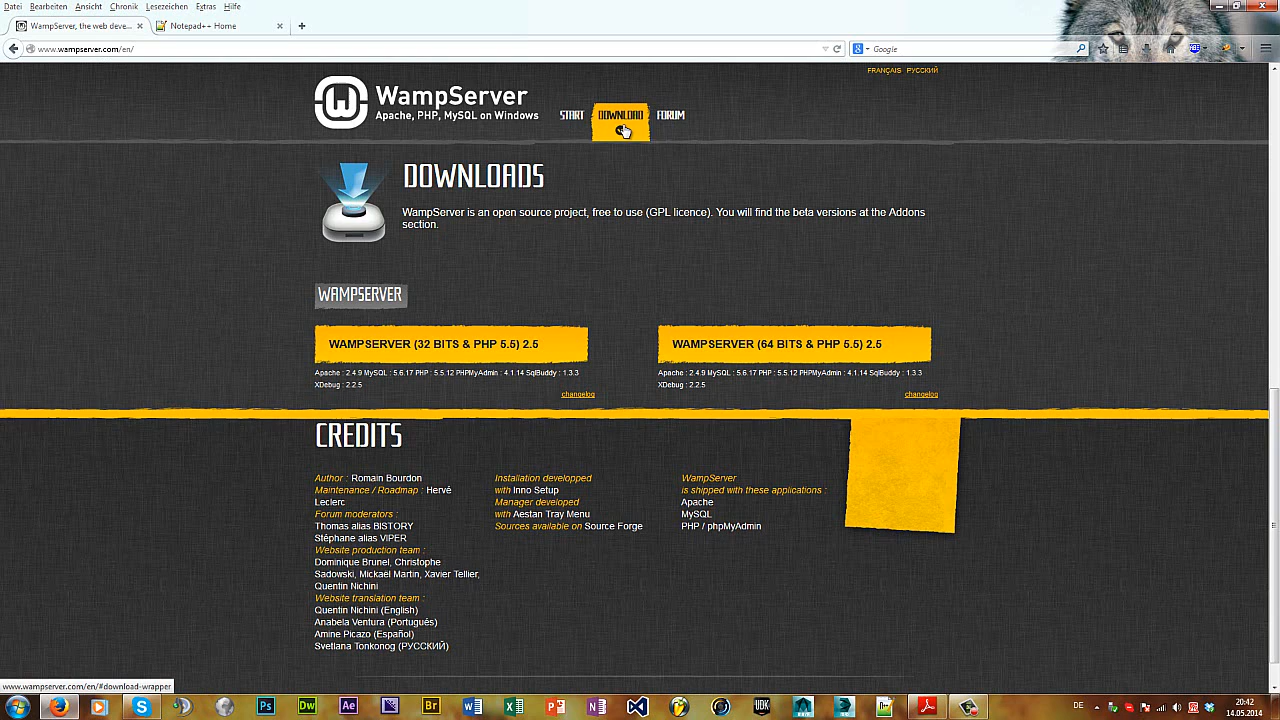 Datei Bearbeiten Ansicht Chronik Lesezeichen Extras Hilfe
WampServer, the web deve... Notepad++ Home
www.wampserver.com/en/ Google
FRANÇAIS РУССКИЙ
WampServer
Apache, PHP, MySQL on Windows
START DOWNLOAD FORUM
DOWNLOADS
WampServer is an open source project, free to use (GPL licence). You will find the beta versions at the Addons
section.
WAMPSERVER
WAMPSERVER (32 BITS & PHP 5.5) 2.5
Apache : 2.4.9 MySQL : 5.6.17 PHP : 5.5.12 PHPMyAdmin : 4.1.14 SqlBuddy : 1.3.3
XDebug : 2.2.5
changelog
WAMPSERVER (64 BITS & PHP 5.5) 2.5
Apache : 2.4.9 MySQL : 5.6.17 PHP : 5.5.12 PHPMyAdmin : 4.1.14 SqlBuddy : 1.3.3
XDebug : 2.2.5
changelog
CREDITS
Author : Romain Bourdon
Maintenance / Roadmap : Hervé
Leclerc
Forum moderators :
Thomas alias BISTORY
Stéphane alias VIPER
Website production team :
Dominique Brunel, Christophe
Sadowski, Mickaël Martin, Xavier Tellier,
Quentin Nichini
Website translation team :
Quentin Nichini (English)
Anabela Ventura (Português)
Amine Picazo (Español)
Svetlana Tonkonog (РУССКИЙ)
Installation developped
with Inno Setup
Manager developed
with Aestan Tray Menu
Sources available on Source Forge
WampServer
is shipped with these applications :
Apache
MySQL
PHP / phpMyAdmin
www.wampserver.com/en/#download-wrapper
Ps Dw Ae Br UDK
DE
20:42
14.05.2014